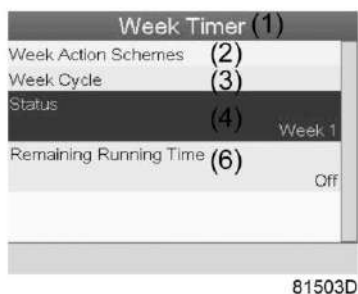 Week Timer (1)
Week Action Schemes (2)
Week Cycle (3)
Status (4)
Week 1
Remaining Running Time (6)
Off
81503D